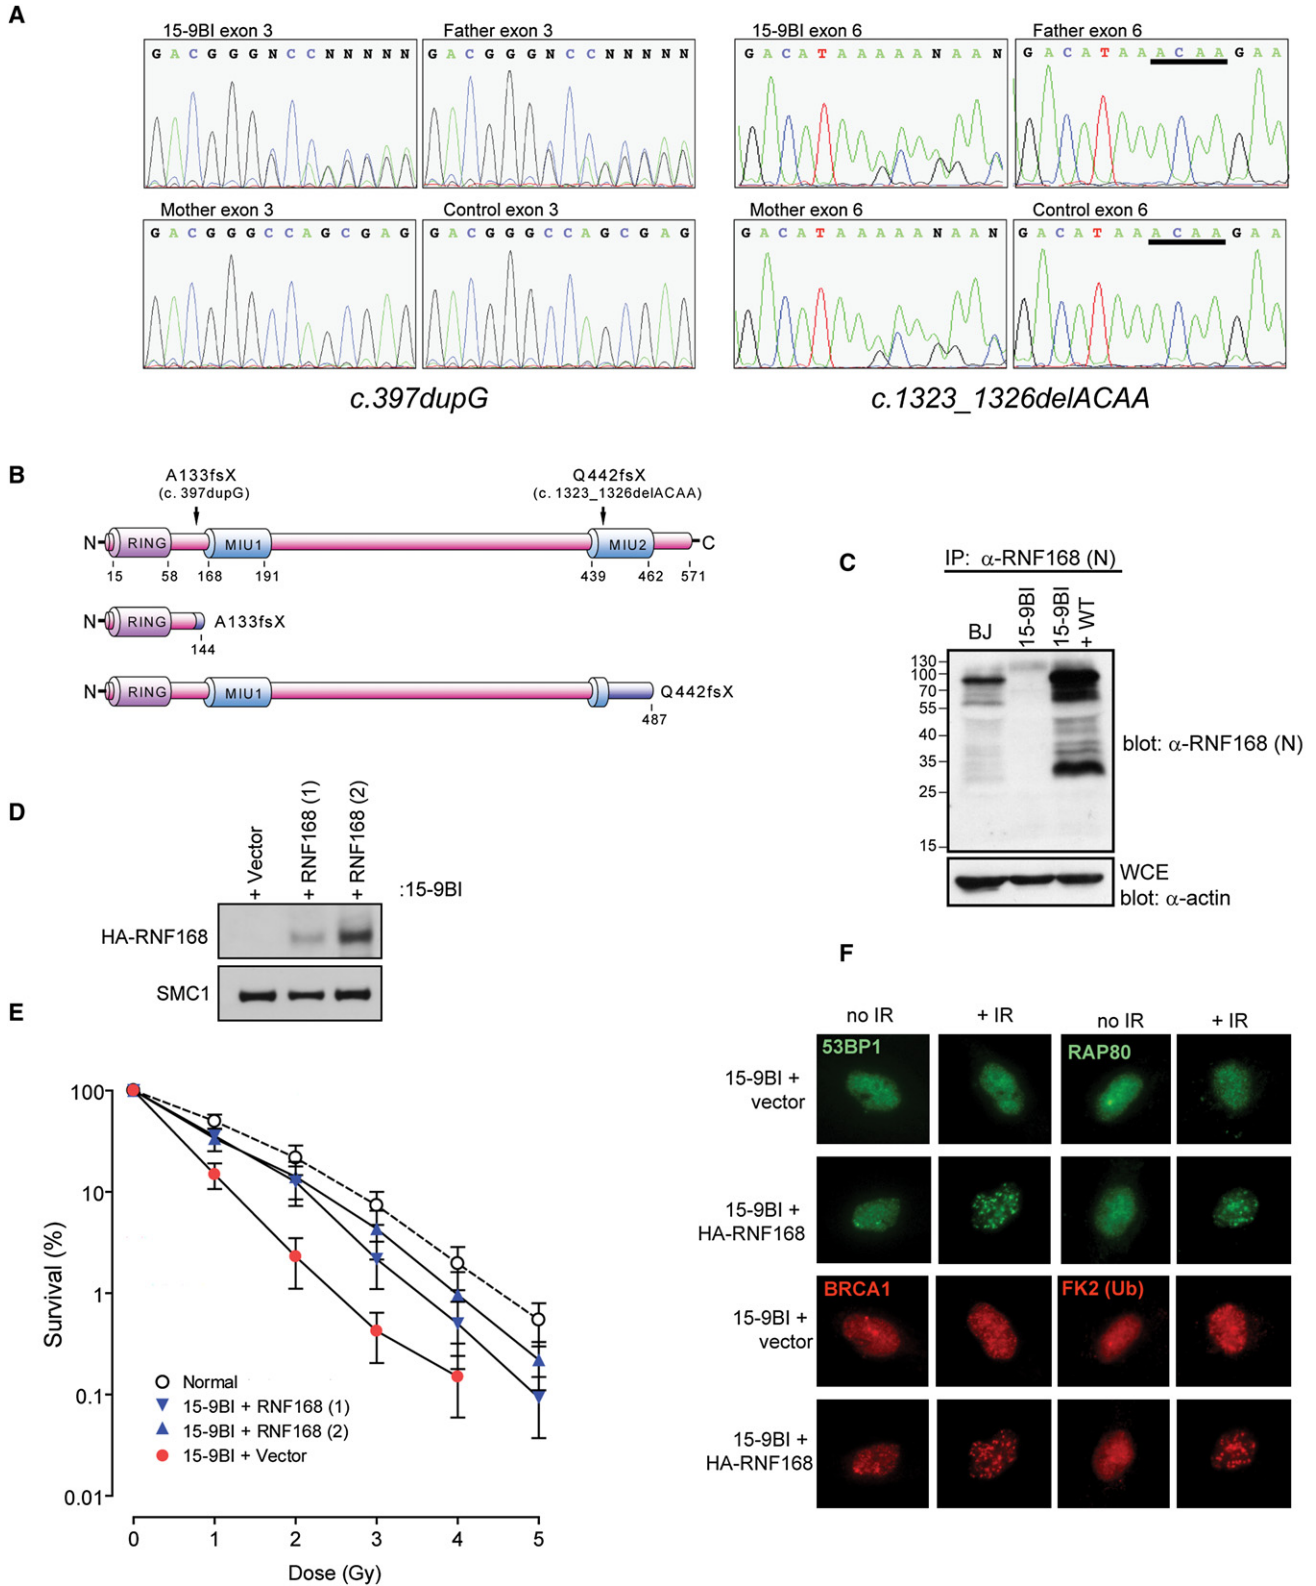 A
15-9BI exon 3
G A C G G G N C C N N N N N
Father exon 3
G A C G G G N C C N N N N N
15-9BI exon 6
G A C A T A A A A A N A A N
Father exon 6
G A C A T A A A C A A G A A
Mother exon 3
G A C G G G C C A G C G A G
Control exon 3
G A C G G G C C A G C G A G
Mother exon 6
G A C A T A A A A A N A A N
Control exon 6
G A C A T A A A C A A G A A
c.397dupG
c.1323_1326delACAA
B
A133fsX
(c. 397dupG)
Q442fsX
(c. 1323_1326delACAA)
N RING MIU1 MIU2 C
15 58 168 191 439 462 571
N RING A133fsX
144
N RING MIU1 Q442fsX
487
C
IP: α-RNF168 (N)
BJ
15-9BI
15-9BI + WT
130
100
70
55
40
35
25
15
blot: α-RNF168 (N)
WCE
blot: α-actin
D
+ Vector
+ RNF168 (1)
+ RNF168 (2)
:15-9BI
HA-RNF168
SMC1
E
Survival (%)
100
10
1
0.1
0.01
Normal
15-9BI + RNF168 (1)
15-9BI + RNF168 (2)
15-9BI + Vector
0 1 2 3 4 5
Dose (Gy)
F
no IR + IR no IR + IR
53BP1
RAP80
15-9BI +
vector
15-9BI +
HA-RNF168
BRCA1
FK2 (Ub)
15-9BI +
vector
15-9BI +
HA-RNF168